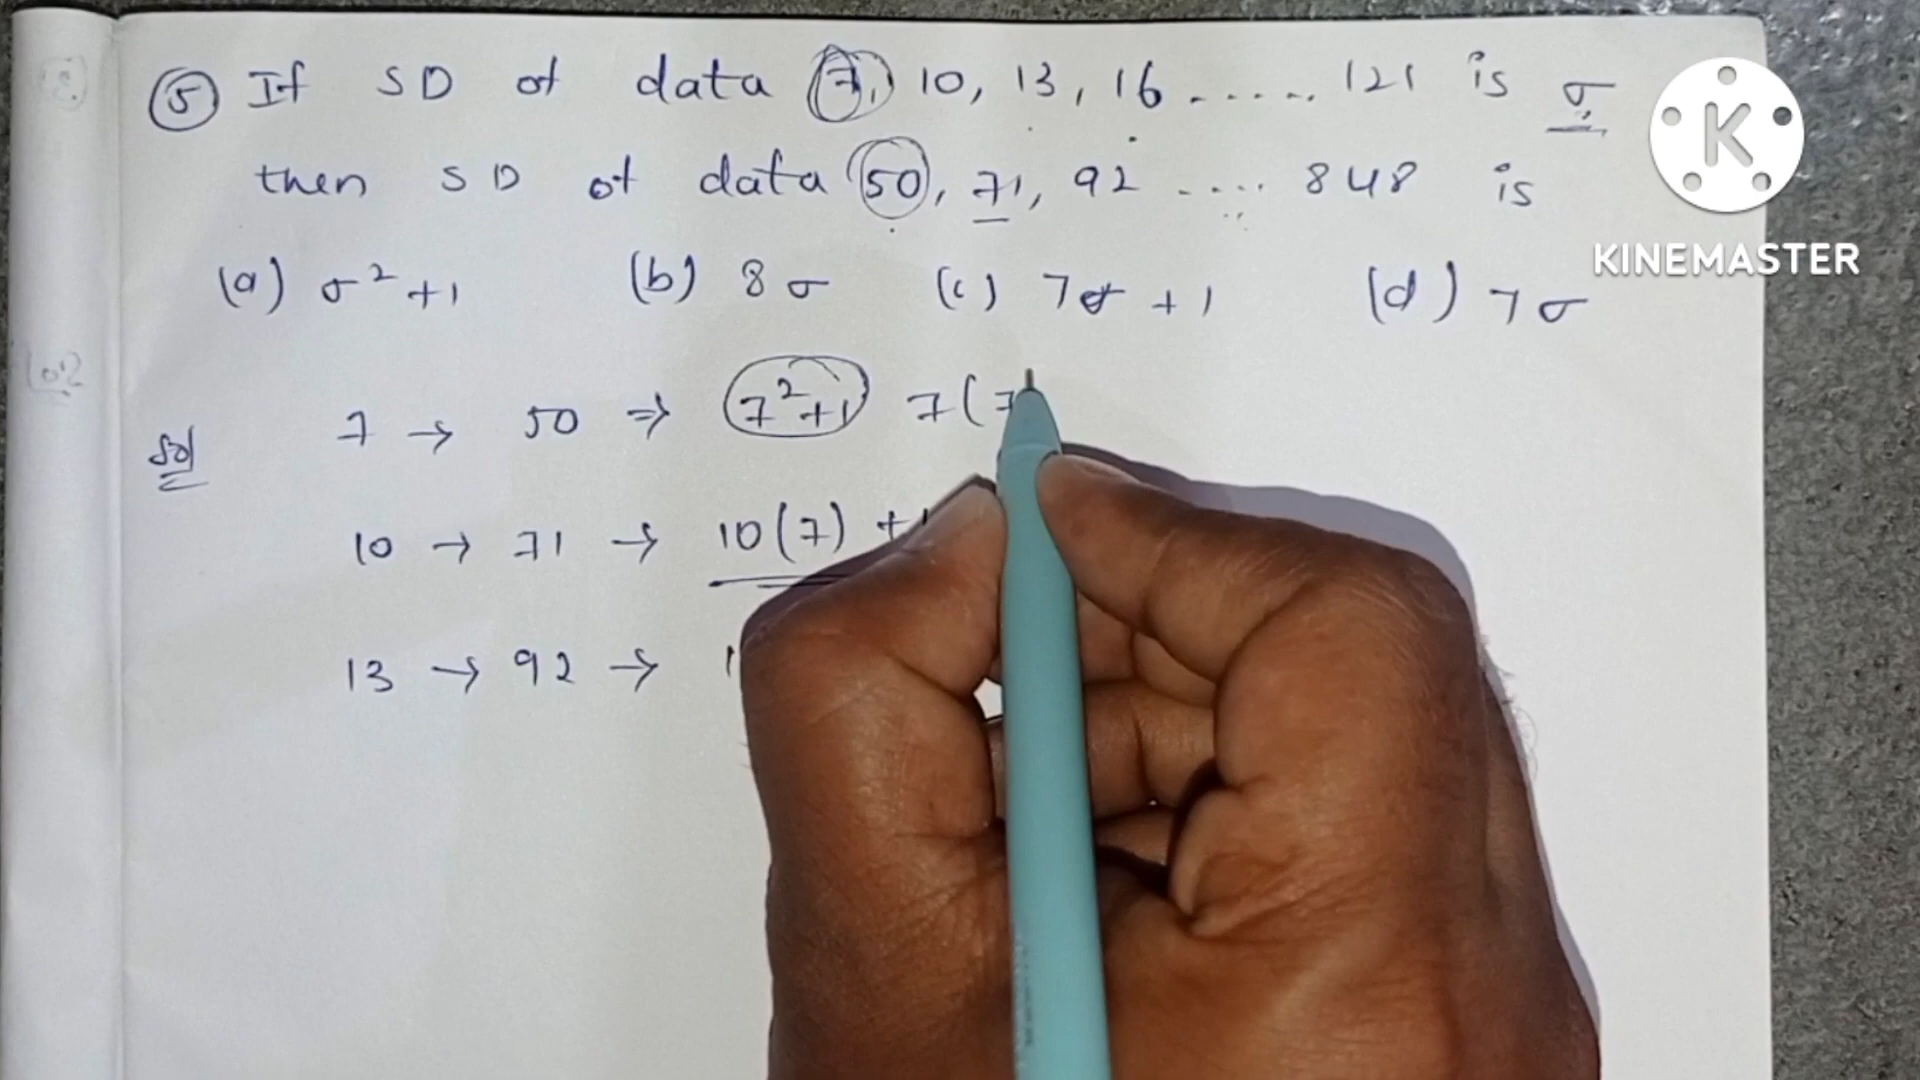 (5) If SD of data 7, 10, 13, 16 ...... 121 is σ
then SD of data 50, 71, 92 ...... 848 is
(a) σ²+1 (b) 8σ (c) 7σ + 1 (d) 7σ
Sol
7 → 50 ⇒ 7²+1 7(7
10 → 71 → 10(7) +1
13 → 92 → 1
K
KINEMASTER